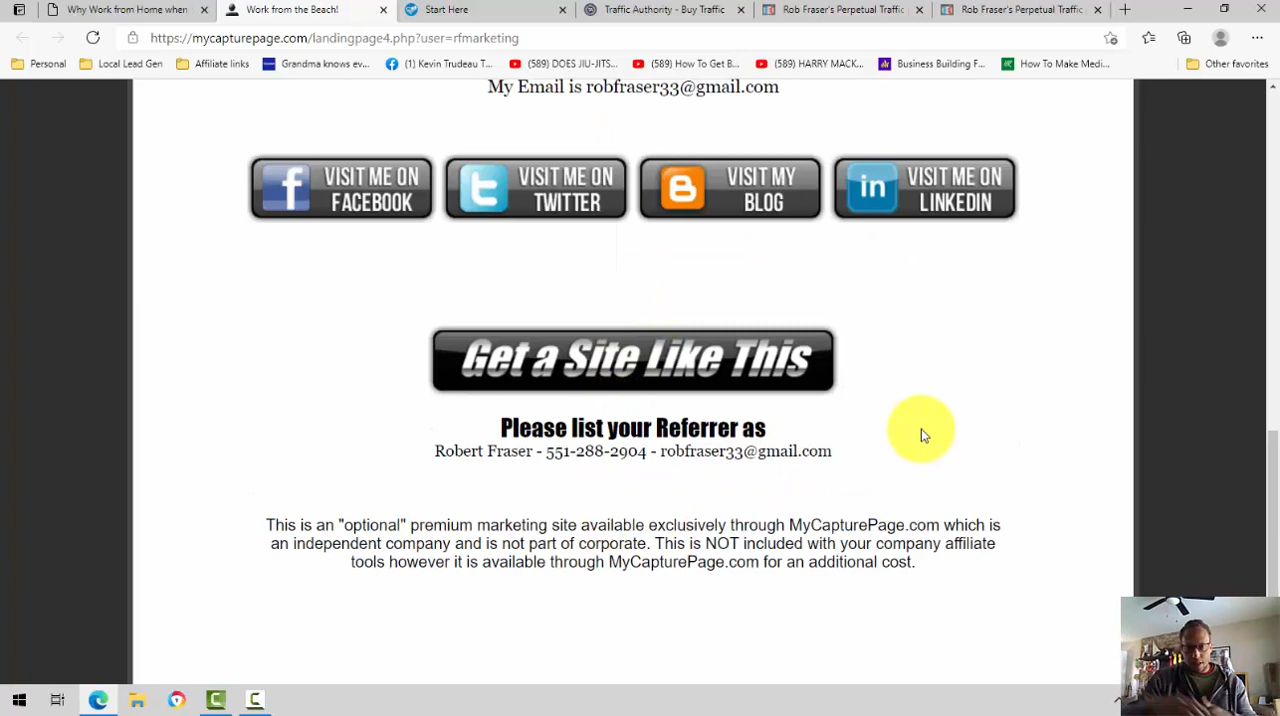 Why Work from Home when
Work from the Beach!
Start Here
Traffic Authority - Buy Traffic
Rob Fraser's Perpetual Traffic
Rob Fraser's Perpetual Traffic
https://mycapturepage.com/landingpage4.php?user=rfmarketing
Personal
Local Lead Gen
Affiliate links
Grandma knows ev...
(1) Kevin Trudeau T...
(589) DOES JIU-JITS...
(589) How To Get B...
(589) HARRY MACK...
Business Building F...
How To Make Medi...
Other favorites
My Email is robfraser33@gmail.com
VISIT ME ON
FACEBOOK
VISIT ME ON
TWITTER
VISIT MY
BLOG
VISIT ME ON
LINKEDIN
Get a Site Like This
Please list your Referrer as
Robert Fraser - 551-288-2904 - robfraser33@gmail.com
This is an "optional" premium marketing site available exclusively through MyCapturePage.com which is
an independent company and is not part of corporate. This is NOT included with your company affiliate
tools however it is available through MyCapturePage.com for an additional cost.